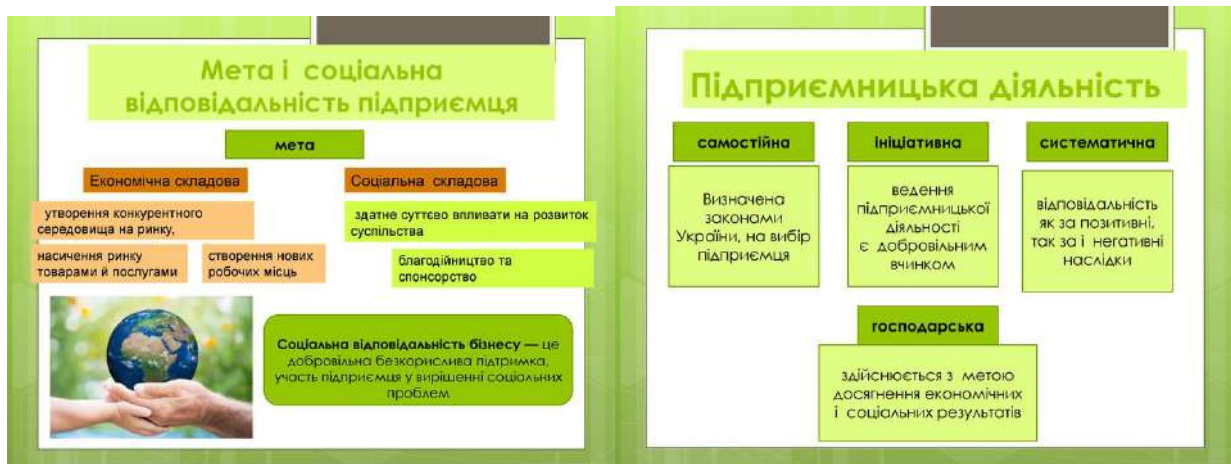 Мета і соціальна
відповідальність підприємця
мета
Економічна складова
утворення конкурентного
середовища на ринку,
насичення ринку
товарами й послугами
створення нових
робочих місць
Соціальна складова
здатне суттєво впливати на розвиток
суспільства
благодійництво та
спонсорство
Соціальна відповідальність бізнесу — це
добровільна безкорислива підтримка,
участь підприємця у вирішенні соціальних
проблем
Підприємницька діяльність
самостійна
Визначена
законами
України, на вибір
підприємця
ініціативна
ведення
підприємницької
діяльності
є добровільним
вчинком
систематична
відповідальність
як за позитивні,
так за і негативні
наслідки
господарська
здійснюється з метою
досягнення економічних
і соціальних результатів